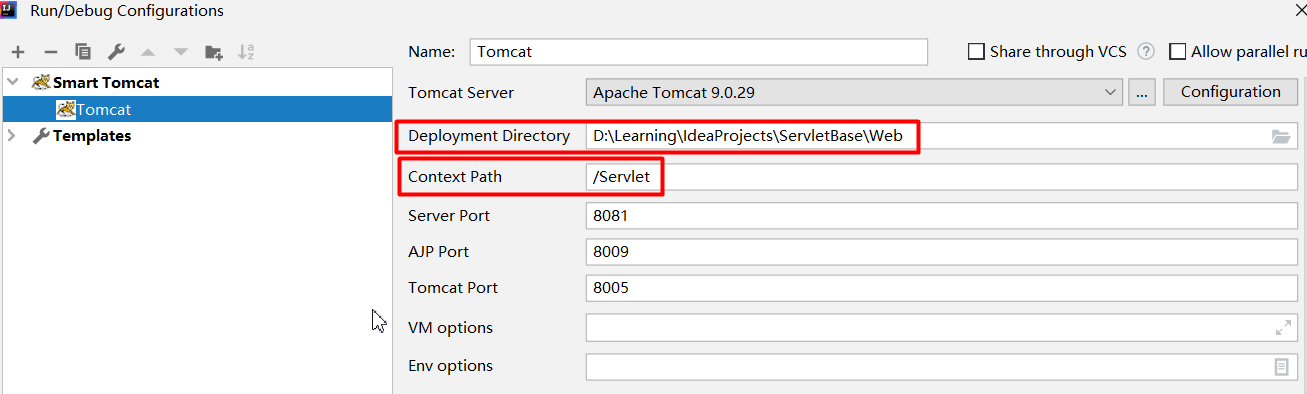 Run/Debug Configurations
Name: Tomcat Share through VCS ? Allow parallel ru
Smart Tomcat
Tomcat
Templates
Tomcat Server Apache Tomcat 9.0.29 ... Configuration
Deployment Directory D:\Learning\IdeaProjects\ServletBase\Web
Context Path /Servlet
Server Port 8081
AJP Port 8009
Tomcat Port 8005
VM options
Env options